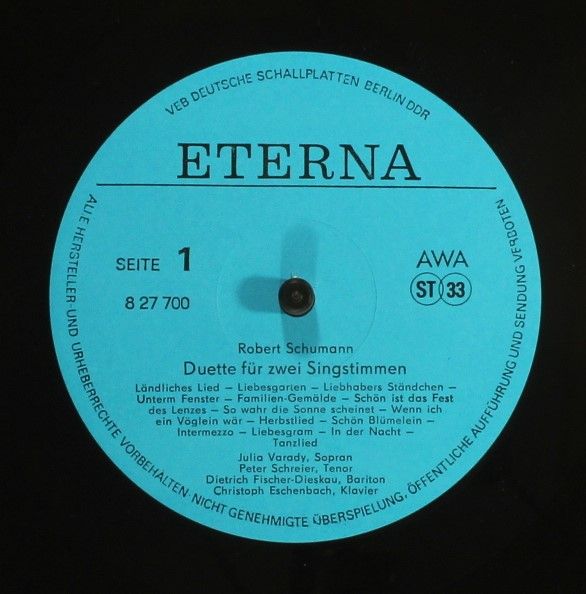 VEB DEUTSCHE SCHALLPLATTEN BERLIN DDR
ETERNA
SEITE 1
8 27 700
AWA
ST 33
Robert Schumann
Duette für zwei Singstimmen
Ländliches Lied – Liebesgarten – Liebhabers Ständchen –
Unterm Fenster – Familien-Gemälde – Schön ist das Fest
des Lenzes – So wahr die Sonne scheinet – Wenn ich
ein Vöglein wär – Herbstlied – Schön Blümelein –
Intermezzo – Liebesgram – In der Nacht –
Tanzlied
Julia Varady, Sopran
Peter Schreier, Tenor
Dietrich Fischer-Dieskau, Bariton
Christoph Eschenbach, Klavier
ALLE HERSTELLER- UND URHEBERRECHTE VORBEHALTEN. NICHT GENEHMIGTE ÜBERSPIELUNG, ÖFFENTLICHE AUFFÜHRUNG UND SENDUNG VERBOTEN